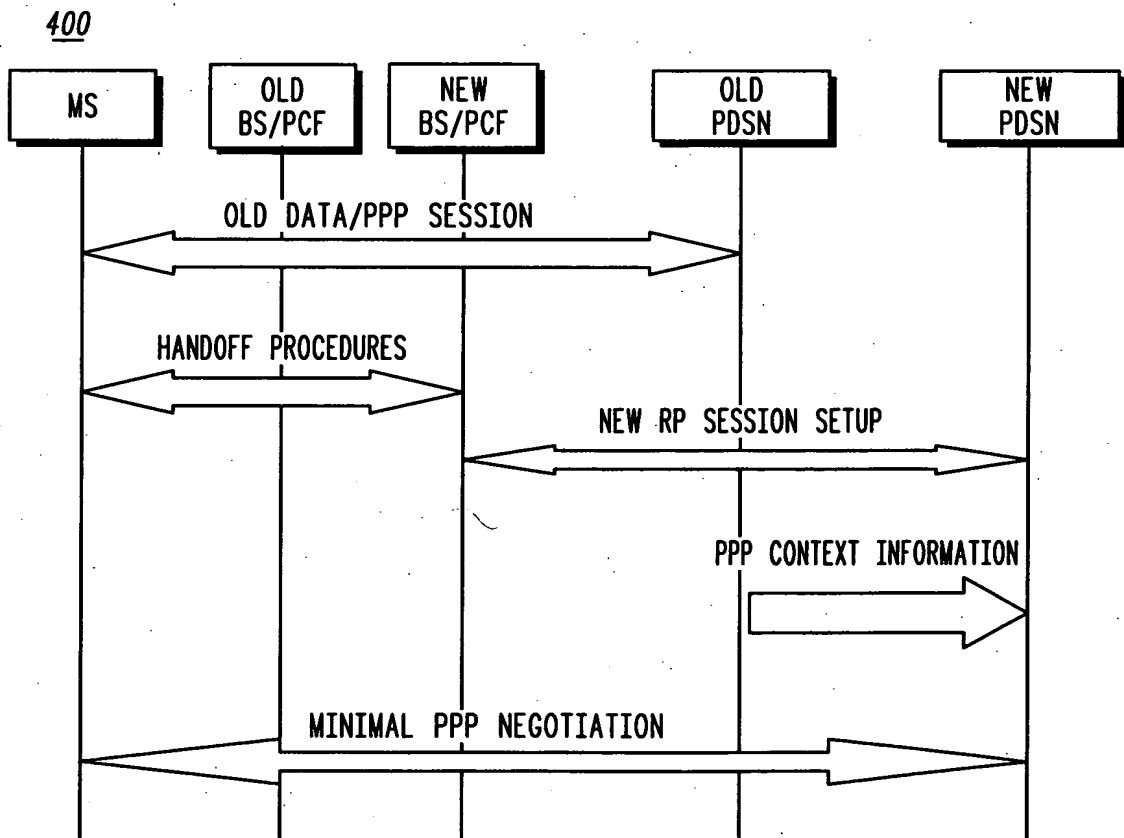 400
MS
OLD
BS/PCF
NEW
BS/PCF
OLD
PDSN
NEW
PDSN
OLD DATA/PPP SESSION
HANDOFF PROCEDURES
NEW RP SESSION SETUP
PPP CONTEXT INFORMATION
MINIMAL PPP NEGOTIATION